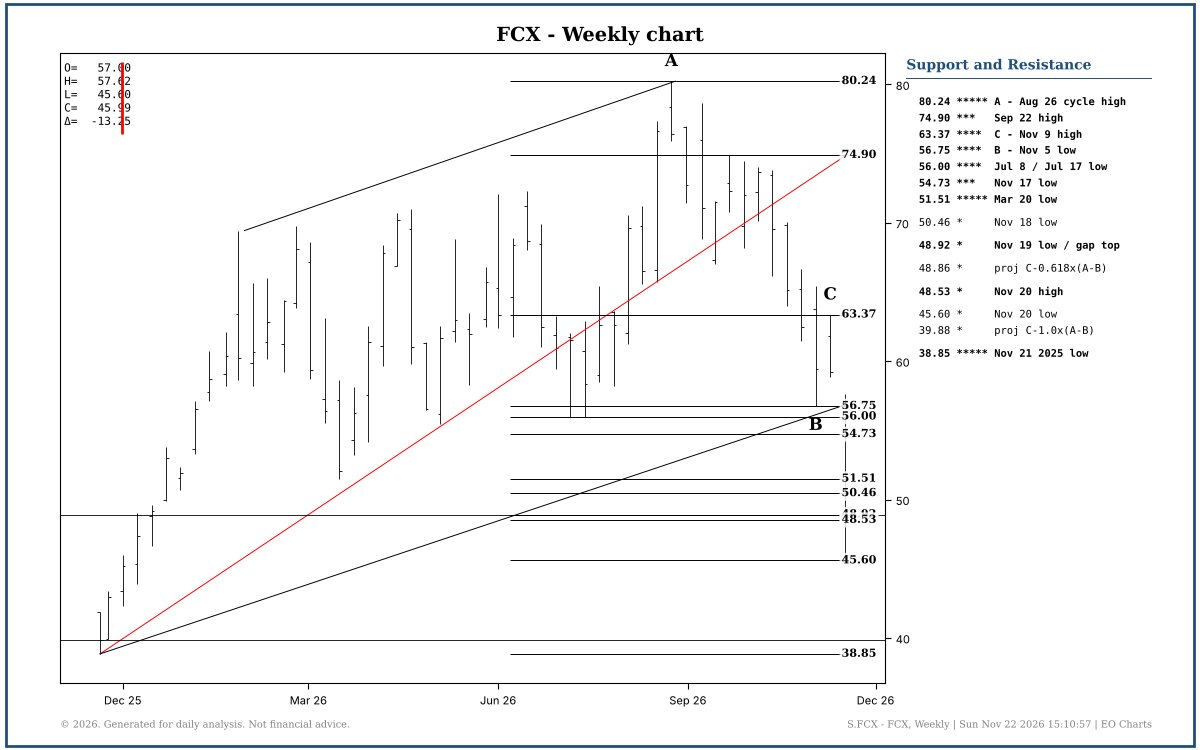 FCX - Weekly chart
O= 57.00
H= 57.62
L= 45.60
C= 45.99
Δ= -13.25
A
80.24
80
74.90
70
C
63.37
60
56.75
56.00
B
54.73
51.51
50.46
50
48.53
45.60
40
38.85
Dec 25
Mar 26
Jun 26
Sep 26
Dec 26
Support and Resistance
80.24 ***** A - Aug 26 cycle high
74.90 *** Sep 22 high
63.37 **** C - Nov 9 high
56.75 **** B - Nov 5 low
56.00 **** Jul 8 / Jul 17 low
54.73 *** Nov 17 low
51.51 ***** Mar 20 low
50.46 * Nov 18 low
48.92 * Nov 19 low / gap top
48.86 * proj C-0.618x(A-B)
48.53 * Nov 20 high
45.60 * Nov 20 low
39.88 * proj C-1.0x(A-B)
38.85 ***** Nov 21 2025 low
© 2026. Generated for daily analysis. Not financial advice.
S.FCX - FCX, Weekly | Sun Nov 22 2026 15:10:57 | EO Charts